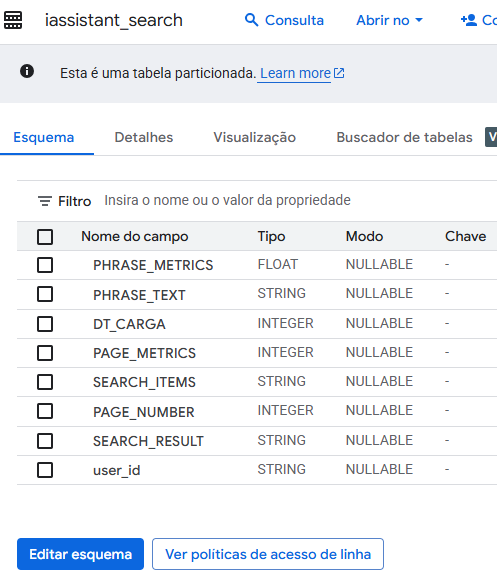 iassistant_search Consulta Abrir no Co
Esta é uma tabela particionada. Learn more
Esquema Detalhes Visualização Buscador de tabelas V
Filtro Insira o nome ou o valor da propriedade
Nome do campo Tipo Modo Chave
PHRASE_METRICS FLOAT NULLABLE -
PHRASE_TEXT STRING NULLABLE -
DT_CARGA INTEGER NULLABLE -
PAGE_METRICS INTEGER NULLABLE -
SEARCH_ITEMS STRING NULLABLE -
PAGE_NUMBER INTEGER NULLABLE -
SEARCH_RESULT STRING NULLABLE -
user_id STRING NULLABLE -
Editar esquema Ver políticas de acesso de linha